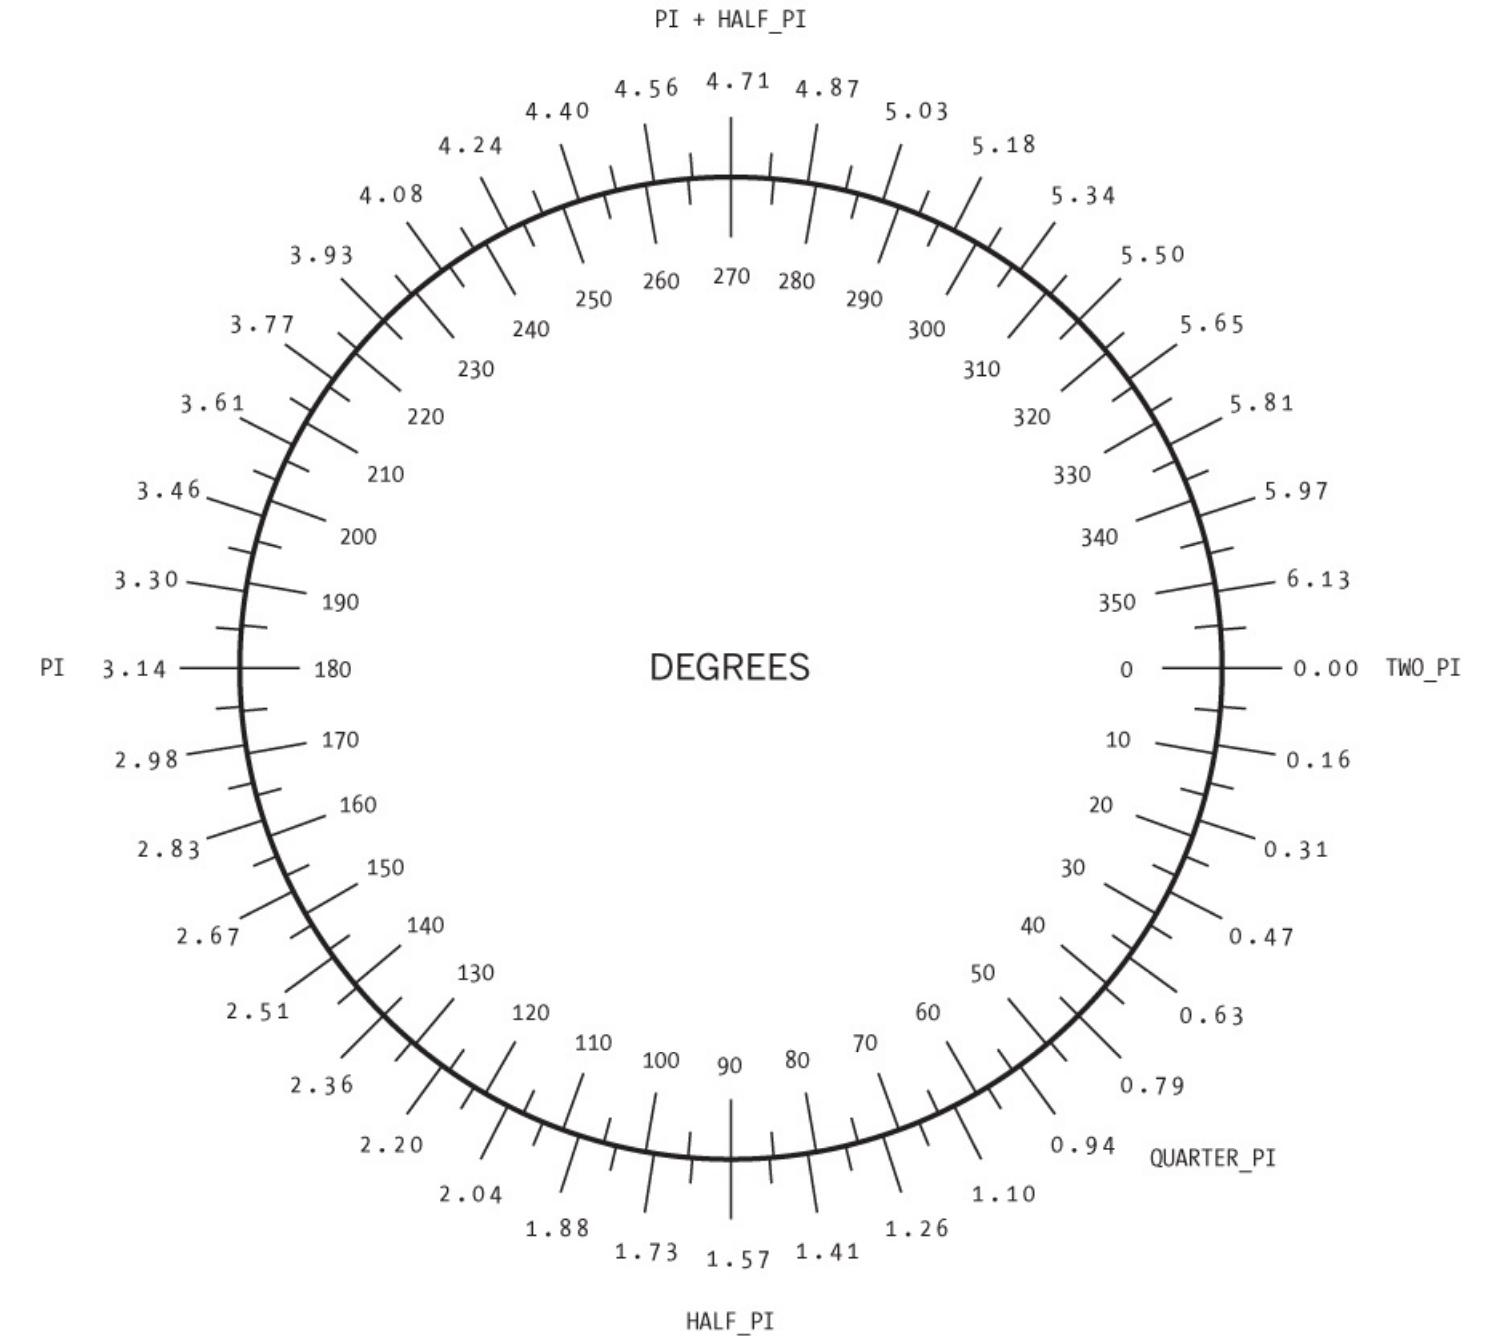 PI + HALF_PI
4.56 4.71 4.87
4.40 5.03
4.24 5.18
4.08 5.34
3.93 5.50
260 270 280
250 290
3.77 240 300 5.65
230 310
3.61 220 320 5.81
210 330
3.46 5.97
200 340
3.30 6.13
190 350
PI 3.14 180 DEGREES 0 0.00 TWO_PI
170 10
2.98 0.16
160 20
2.83 0.31
150 30
2.67 140 40 0.47
130 50
2.51 120 60 0.63
110 70
100 90 80
2.36 0.79
2.20 0.94 QUARTER_PI
2.04 1.10
1.88 1.26
1.73 1.57 1.41
HALF_PI